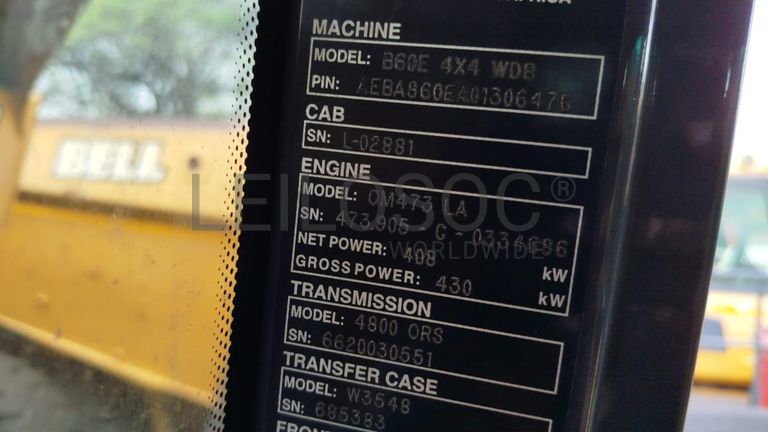 MACHINE
MODEL: B60E 4X4 WDB
PIN: AEBA860EA01306476
CAB
SN: L-02881
ENGINE
MODEL: OM473 LA
SN: 473.905 - C - 0334686
NET POWER: 408 kW
GROSS POWER: 430 kW
TRANSMISSION
MODEL: 4800 ORS
SN: 6620030551
TRANSFER CASE
MODEL: W3548
SN: 685383
BELL
LEILOSOC®
WORLDWIDE